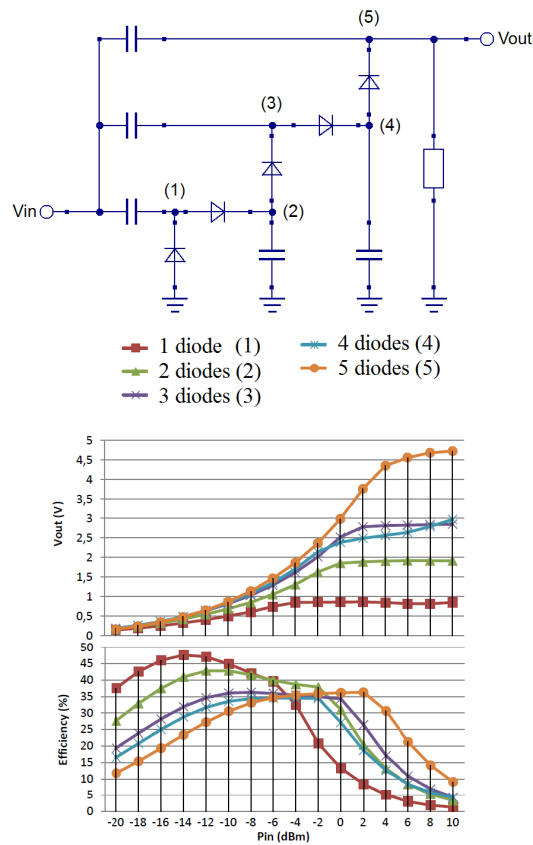 (5)
Vout
(3)
(4)
(1)
Vin
(2)
1 diode (1)
4 diodes (4)
2 diodes (2)
5 diodes (5)
3 diodes (3)
Vout (V)
5
4,5
4
3,5
3
2,5
2
1,5
1
0,5
0
Efficiency (%)
50
45
40
35
30
25
20
15
10
5
0
-20 -18 -16 -14 -12 -10 -8 -6 -4 -2 0 2 4 6 8 10
Pin (dBm)